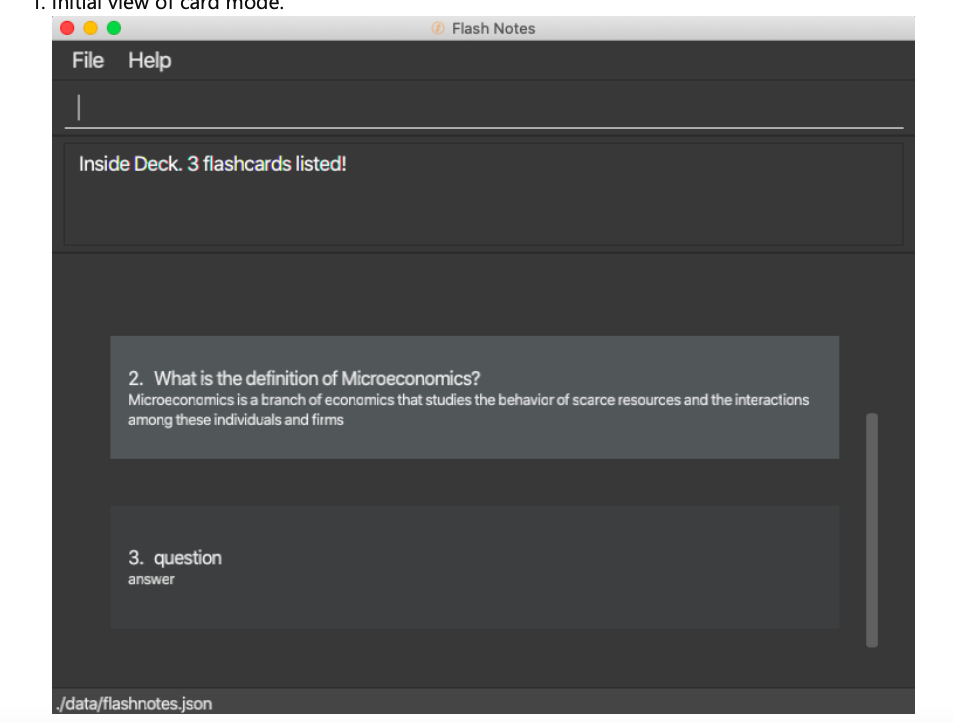 1. Initial view of card mode.
Flash Notes
File Help
Inside Deck. 3 flashcards listed!
2. What is the definition of Microeconomics?
Microeconomics is a branch of economics that studies the behavior of scarce resources and the interactions
among these individuals and firms
3. question
answer
./data/flashnotes.json